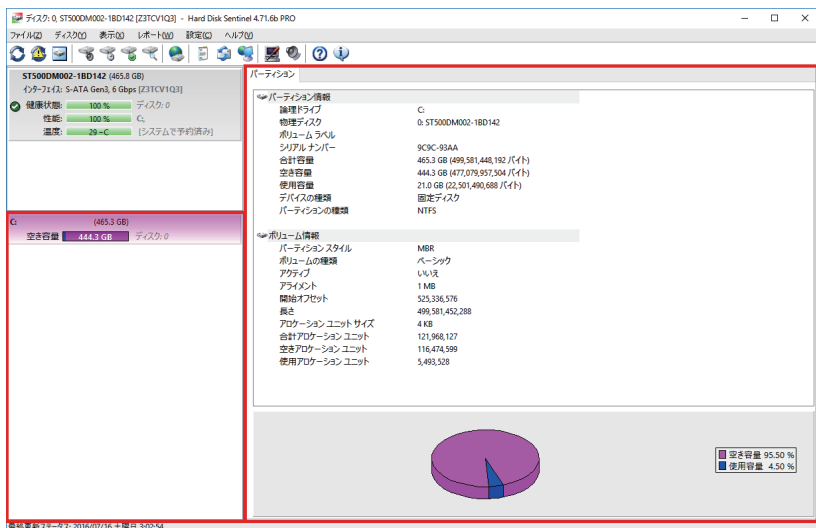 ディスク: 0, ST500DM002-1BD142 [Z3TCV1Q3] - Hard Disk Sentinel 4.71.6b PRO
ファイル(Z) ディスク(Y) 表示(X) レポート(W) 設定(C) ヘルプ(V)
ST500DM002-1BD142 (465.8 GB)
インターフェイス: S-ATA Gen3, 6 Gbps [Z3TCV1Q3]
健康状態: 100 % ディスク: 0
性能: 100 % C:,
温度: 29 °C [システムで予約済み]
C: (465.3 GB)
空き容量 444.3 GB ディスク: 0
パーティション
パーティション情報
論理ドライブ C:
物理ディスク 0: ST500DM002-1BD142
ボリューム ラベル
シリアル ナンバー 9C9C-93AA
合計容量 465.3 GB (499,581,448,192 バイト)
空き容量 444.3 GB (477,079,957,504 バイト)
使用容量 21.0 GB (22,501,490,688 バイト)
デバイスの種類 固定ディスク
パーティションの種類 NTFS
ボリューム情報
パーティション スタイル MBR
ボリュームの種類 ベーシック
アクティブ いいえ
アライメント 1 MB
開始オフセット 525,336,576
長さ 499,581,452,288
アロケーション ユニット サイズ 4 KB
合計アロケーション ユニット 121,968,127
空きアロケーション ユニット 116,474,599
使用アロケーション ユニット 5,493,528
空き容量 95.50 %
使用容量 4.50 %
最終更新ステータス: 2016/07/16 土曜日 3:02:54